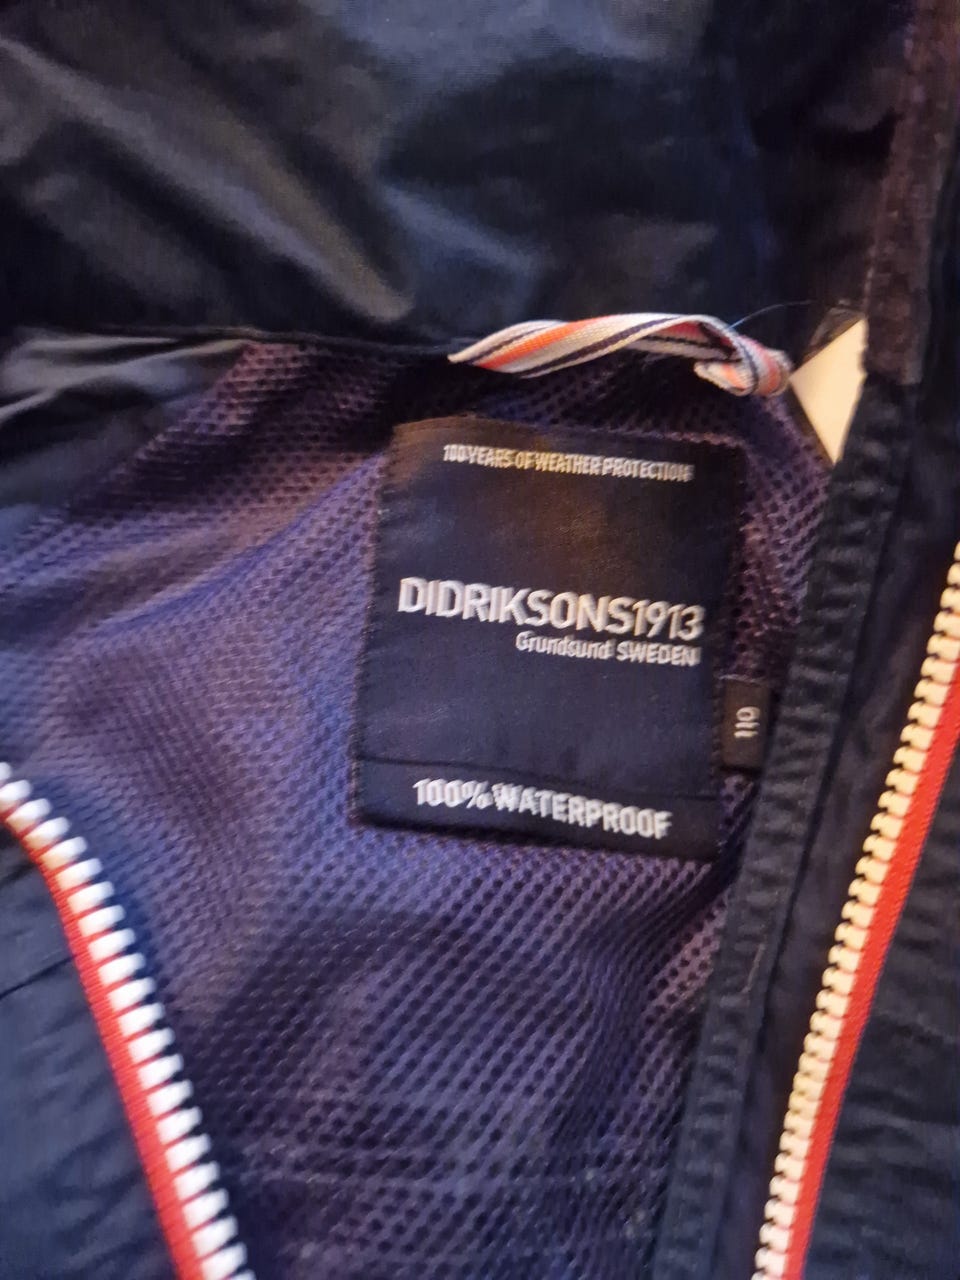 100 YEARS OF WEATHER PROTECTION
DIDRIKSONS1913
Grundsund SWEDEN
110
100% WATERPROOF